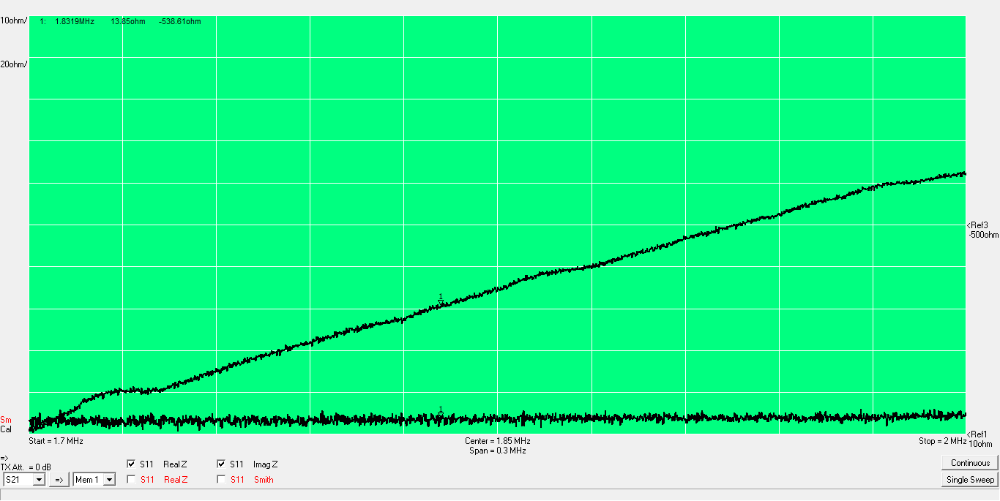 10ohm/
1: 1.8319MHz 13.85ohm -538.61ohm
20ohm/
<Ref3
-500ohm
1
1
Sm
Cal
<Ref1
10ohm
Start = 1.7 MHz Center = 1.85 MHz Stop = 2 MHz
Span = 0.3 MHz
=>
TX Att. = 0 dB
S11 Real Z S11 Imag Z Continuous
S21 => Mem 1 S11 Real Z S11 Smith Single Sweep